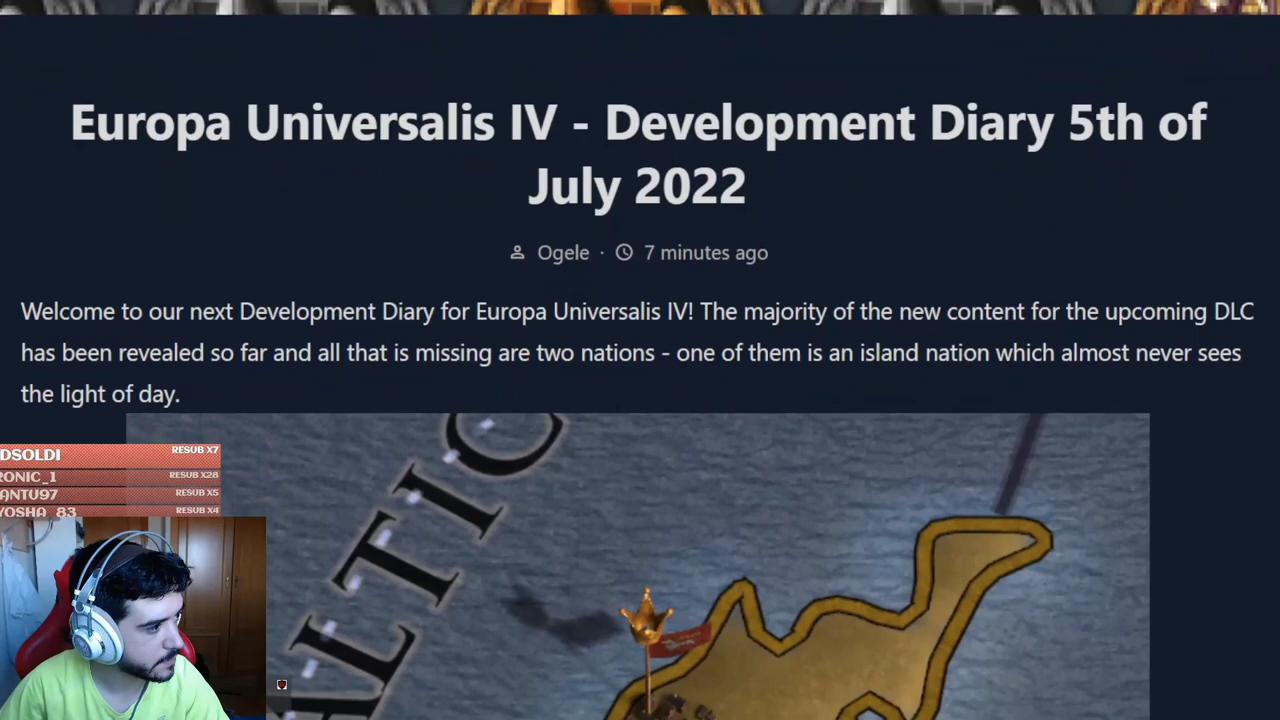 Europa Universalis IV - Development Diary 5th of
July 2022
Ogele · 7 minutes ago
Welcome to our next Development Diary for Europa Universalis IV! The majority of the new content for the upcoming DLC
has been revealed so far and all that is missing are two nations - one of them is an island nation which almost never sees
the light of day.
ALTIC
DSOLDI RESUB X7
RONIC_1 RESUB X28
ANTU97 RESUB X5
YOSHA_83 RESUB X4